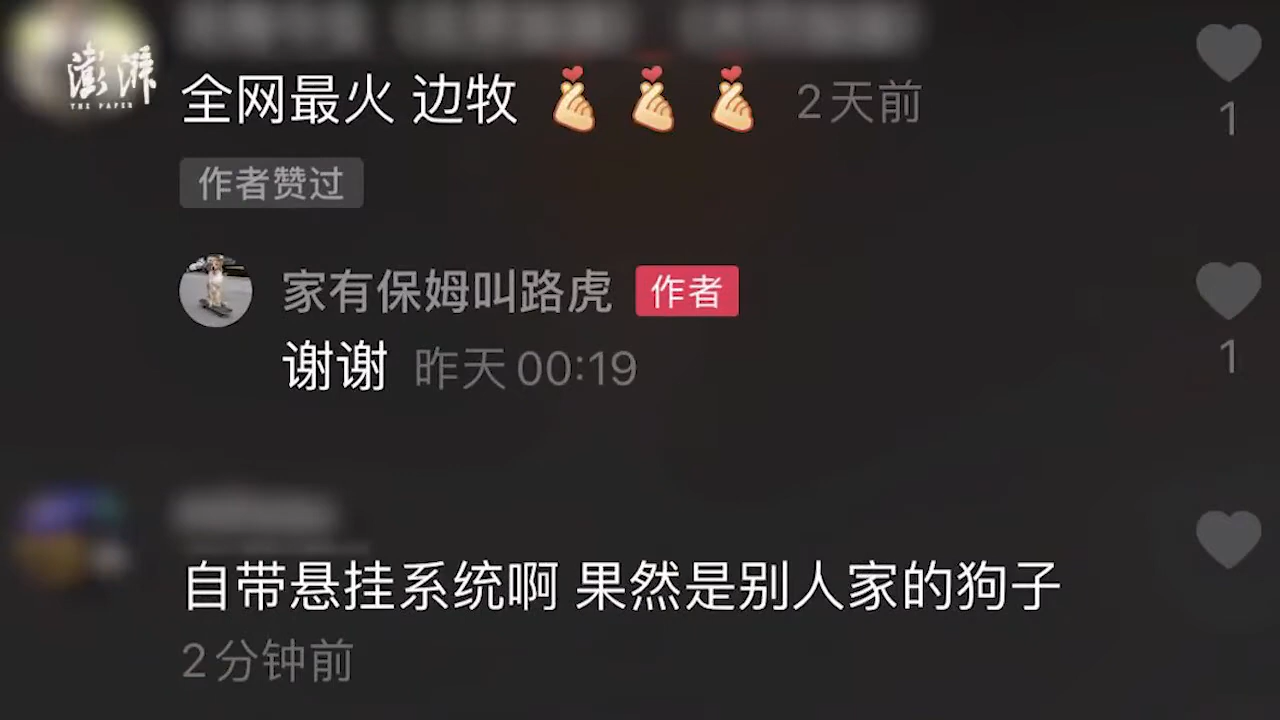 澎湃
THE PAPER
全网最火 边牧 2天前
1
作者赞过
家有保姆叫路虎 作者
谢谢 昨天00:19
1
自带悬挂系统啊 果然是别人家的狗子
2分钟前